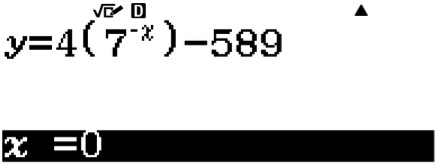 √□ D ▲
y=4(7^-x)-589
x =0